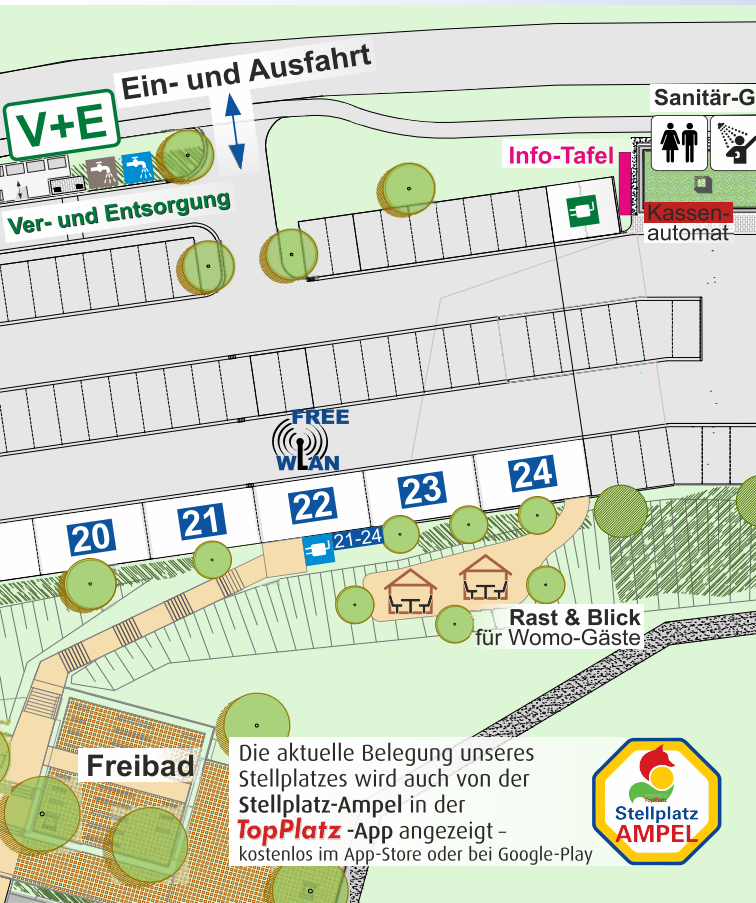 Ein- und Ausfahrt
V+E
Sanitär-G
Info-Tafel
Ver- und Entsorgung
Kassen-
automat
FREE
WLAN
24
23
22
21
20
21-24
Rast & Blick
für Womo-Gäste
Freibad
Die aktuelle Belegung unseres
Stellplatzes wird auch von der
Stellplatz-Ampel in der
TopPlatz -App angezeigt –
kostenlos im App-Store oder bei Google-Play
TopPlatz
Stellplatz
AMPEL